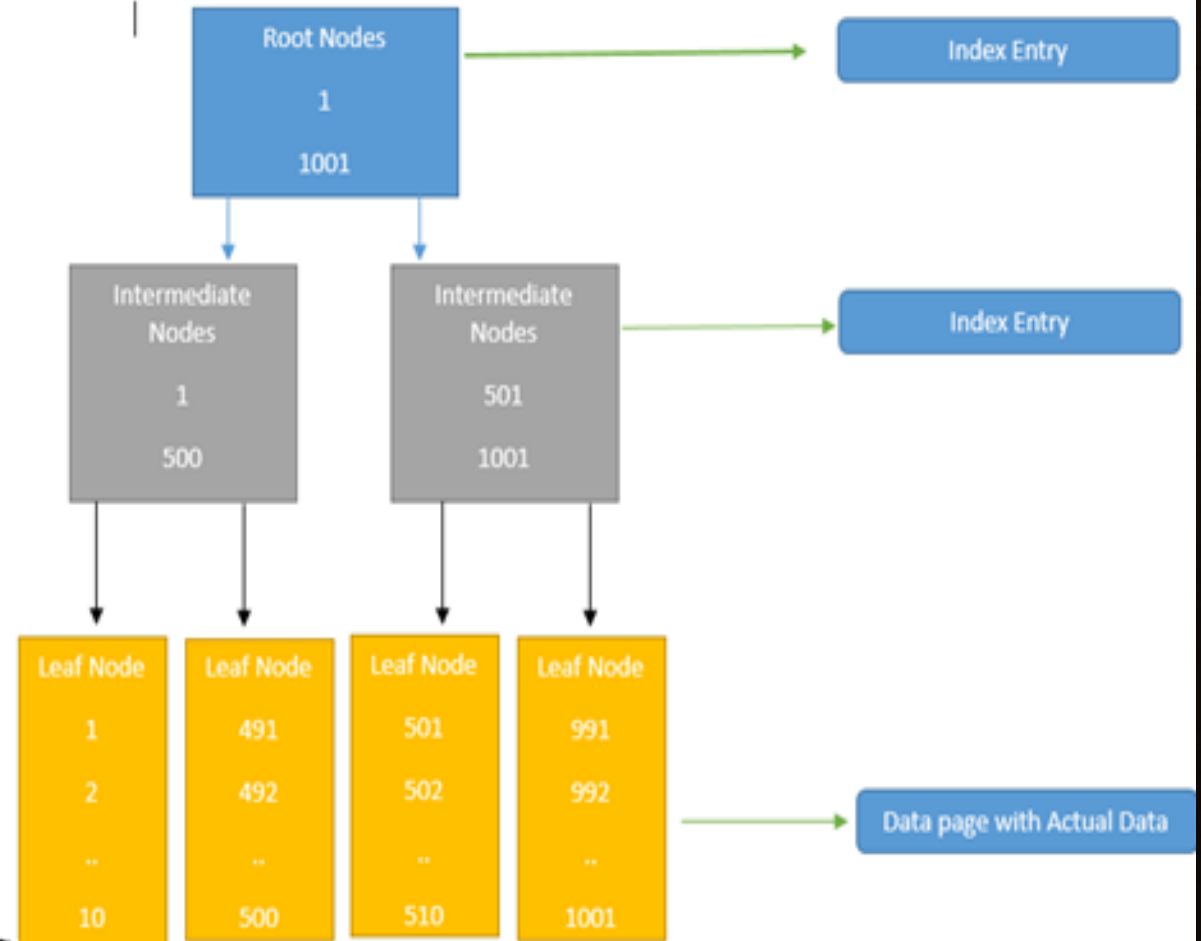 Root Nodes
1
1001
Index Entry
Intermediate
Nodes
1
500
Intermediate
Nodes
501
1001
Index Entry
Leaf Node
1
2
..
10
Leaf Node
491
492
..
500
Leaf Node
501
502
..
510
Leaf Node
991
992
..
1001
Data page with Actual Data